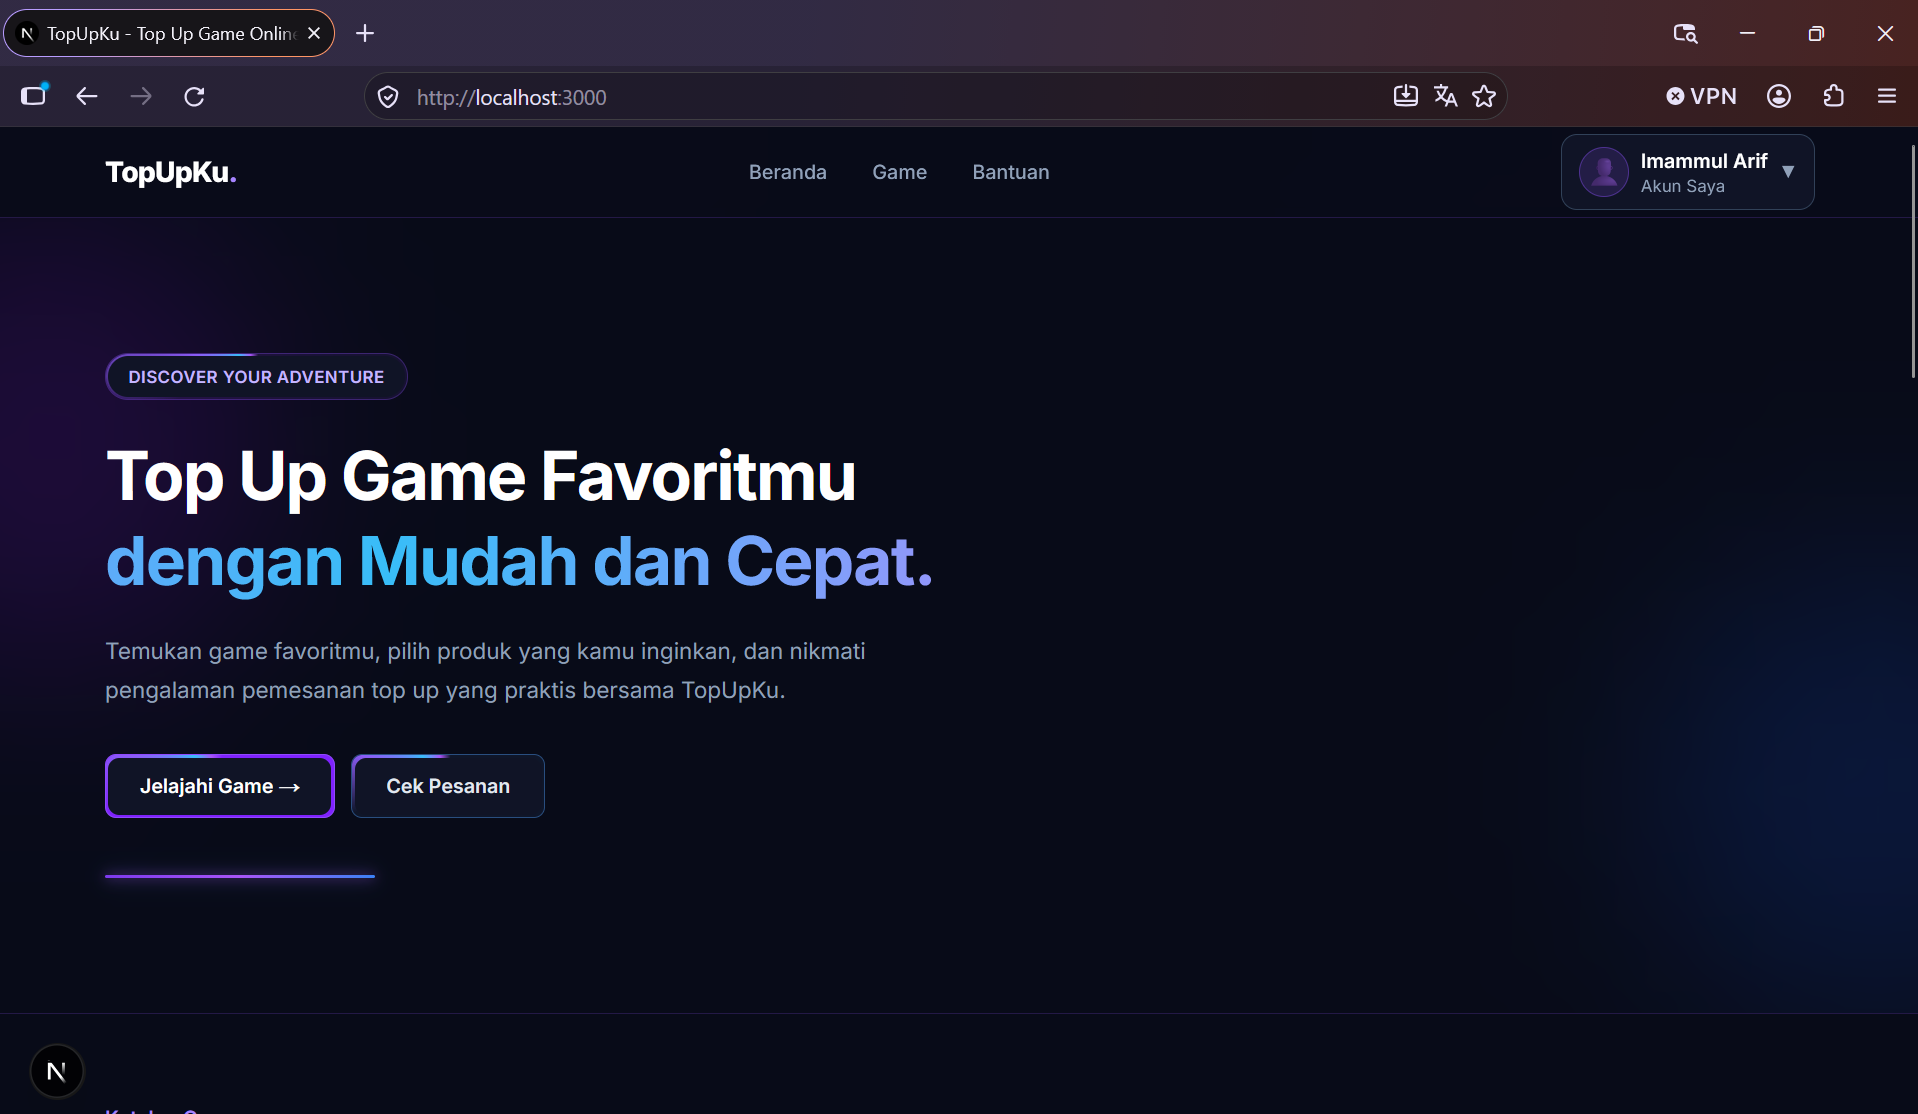 TopUpKu - Top Up Game Onlin
http://localhost:3000
VPN
TopUpKu.
Beranda
Game
Bantuan
Imammul Arif
Akun Saya
DISCOVER YOUR ADVENTURE
Top Up Game Favoritmu
dengan Mudah dan Cepat.
Temukan game favoritmu, pilih produk yang kamu inginkan, dan nikmati
pengalaman pemesanan top up yang praktis bersama TopUpKu.
Jelajahi Game →
Cek Pesanan
N